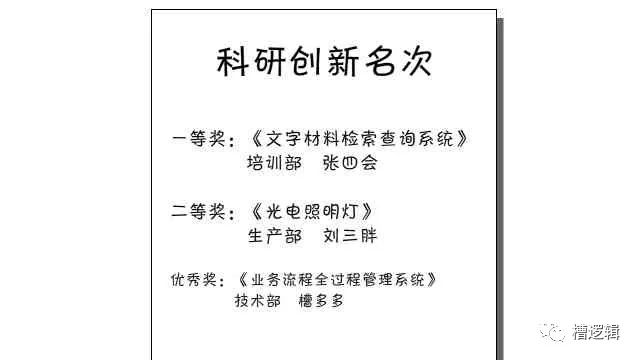 科研创新名次
一等奖：《文字材料检索查询系统》
培训部 张四会
二等奖：《光电照明灯》
生产部 刘三胖
优秀奖：《业务流程全过程管理系统》
技术部 槽多多
槽逻辑